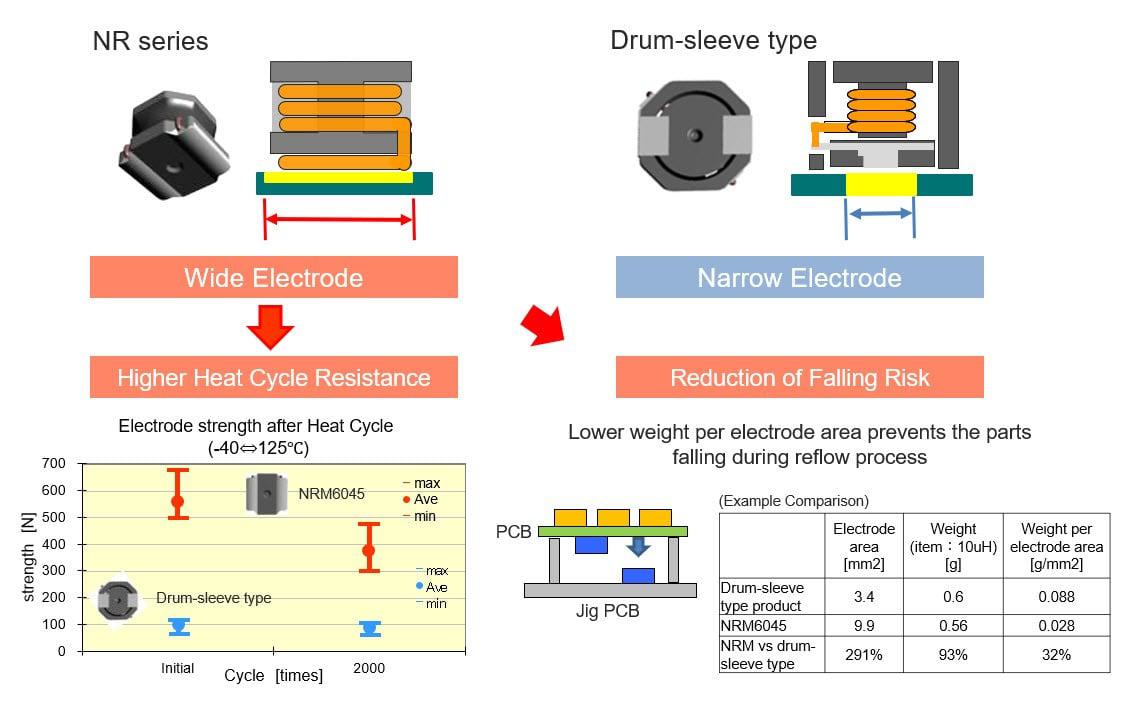 NR series
Drum-sleeve type
Wide Electrode
Narrow Electrode
Higher Heat Cycle Resistance
Reduction of Falling Risk
Electrode strength after Heat Cycle
(-40⇔125℃)
700
600
500
400
300
200
100
0
strength [N]
NRM6045
max
Ave
min
Drum-sleeve type
max
Ave
min
Initial
2000
Cycle [times]
Lower weight per electrode area prevents the parts
falling during reflow process
PCB
Jig PCB
(Example Comparison)
Electrode area [mm2] Weight (item：10uH) [g] Weight per electrode area [g/mm2]
Drum-sleeve type product 3.4 0.6 0.088
NRM6045 9.9 0.56 0.028
NRM vs drum-sleeve type 291% 93% 32%